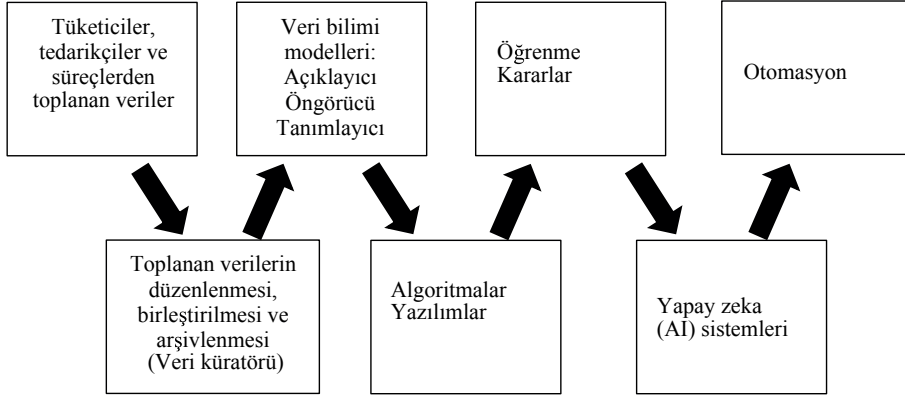 Tüketiciler,
tedarikçiler ve
süreçlerden
toplanan veriler
Toplanan verilerin
düzenlenmesi,
birleştirilmesi ve
arşivlenmesi
(Veri küratörü)
Veri bilimi
modelleri:
Açıklayıcı
Öngörücü
Tanımlayıcı
Algoritmalar
Yazılımlar
Öğrenme
Kararlar
Yapay zeka
(AI) sistemleri
Otomasyon